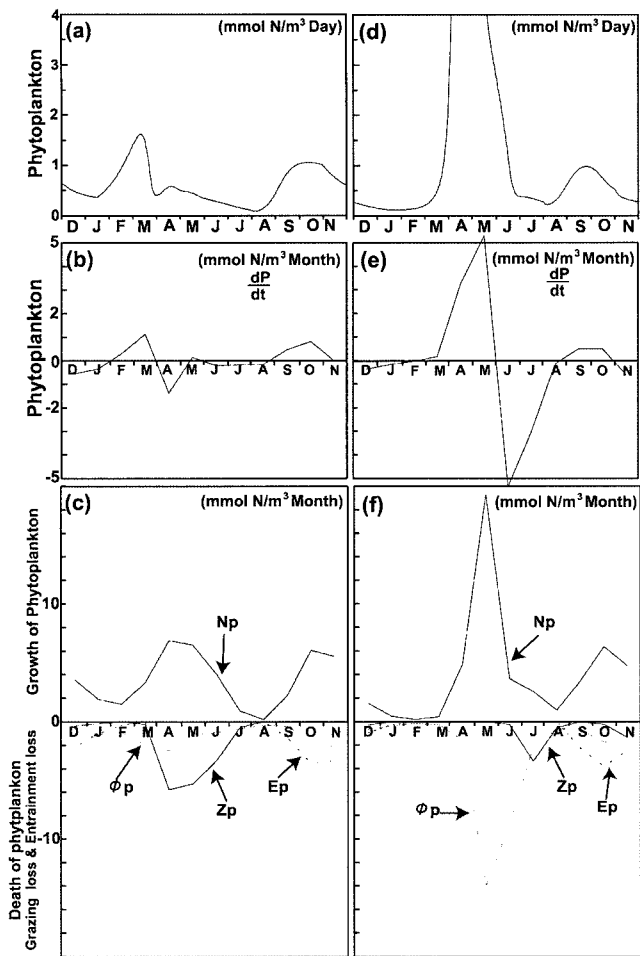 (a) (mmol N/m³ Day)
Phytoplankton
4
3
2
1
0
D J F M A M J J A S O N
(d) (mmol N/m³ Day)
D J F M A M J J A S O N
(b) (mmol N/m³ Month)
dP
dt
Phytoplankton
5
0
-2
-5
D J F M A M J J A S O N
(e) (mmol N/m³ Month)
dP
dt
D J F M A M J J A S O N
(c) (mmol N/m³ Month)
Growth of Phytoplankton
10
0
Np
D J F M A M J J A S O N
Φp
Zp
Ep
Death of phytplankon
Grazing loss & Entrainment loss
-10
(f) (mmol N/m³ Month)
Np
D J F M A M J J A S O N
Φp
Zp
Ep